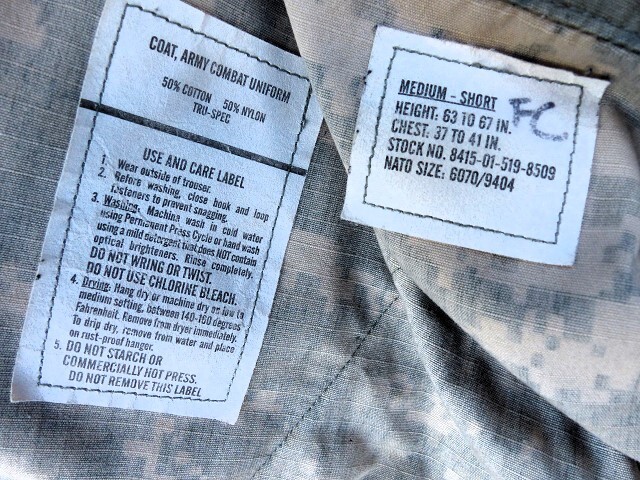 COAT, ARMY COMBAT UNIFORM
50% COTTON 50% NYLON
TRU-SPEC
USE AND CARE LABEL
1. Wear outside of trouser.
2. Before washing, close hook and loop
fasteners to prevent snagging.
3. Washing: Machina wash in cold water
using Permanent Press Cycle or hand wash
using a mild detergent that does NOT contain
optical brighteners. Rinse completely.
DO NOT WRING OR TWIST.
DO NOT USE CHLORINE BLEACH.
4. Drying: Hang dry or machine dry on low to
medium setting, between 140-160 degrees
Fahrenheit. Remove from dryer immediately.
To drip dry, remove from water and place
on rust-proof hanger.
5. DO NOT STARCH OR
COMMERCIALLY HOT PRESS.
DO NOT REMOVE THIS LABEL
MEDIUM - SHORT
FC
HEIGHT: 63 TO 67 IN.
CHEST: 37 TO 41 IN.
STOCK NO. 8415-01-519-8509
NATO SIZE: 6070/9404